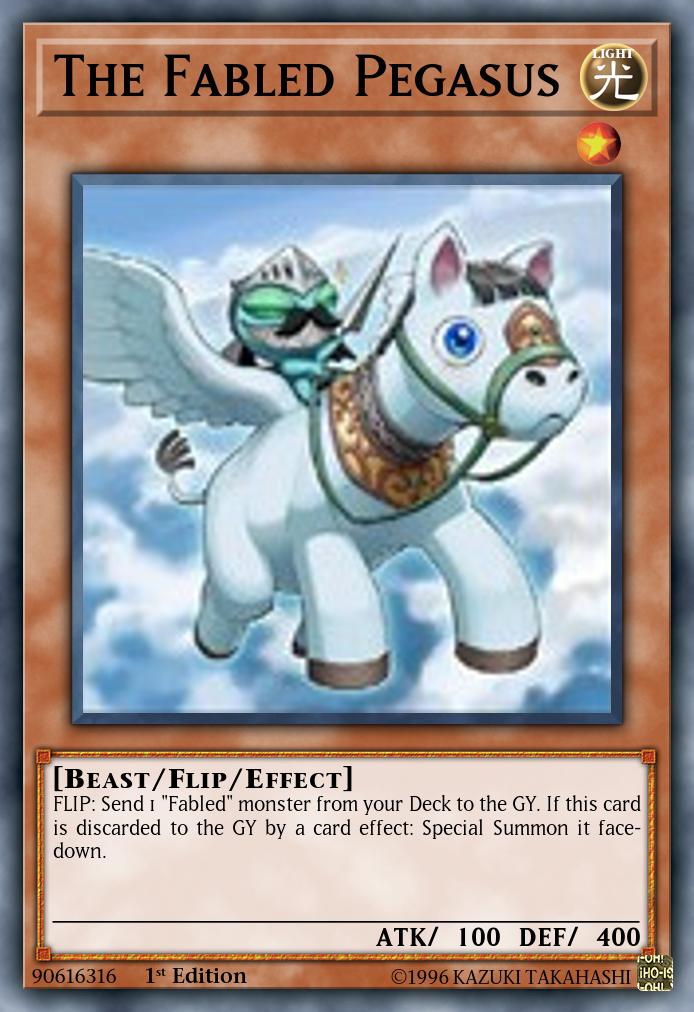 THE FABLED PEGASUS
LIGHT
光
[BEAST/FLIP/EFFECT]
FLIP: Send 1 "Fabled" monster from your Deck to the GY. If this card
is discarded to the GY by a card effect: Special Summon it face-
down.
ATK/ 100 DEF/ 400
90616316 1st Edition ©1996 KAZUKI TAKAHASHI